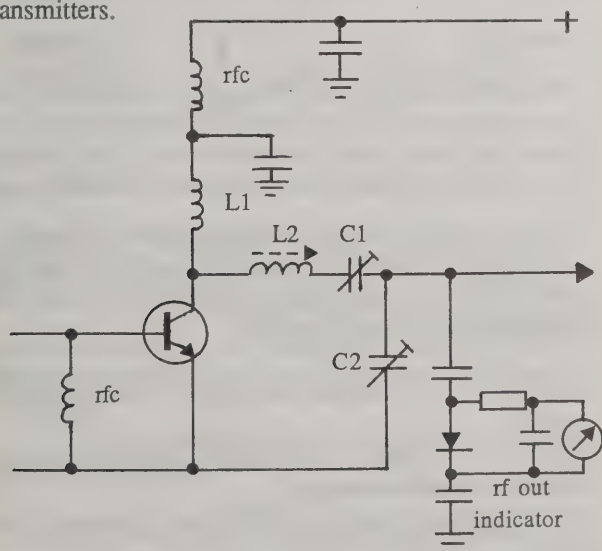 ansmitters.
+
rfc
L1
L2
C1
C2
rfc
rf out
indicator